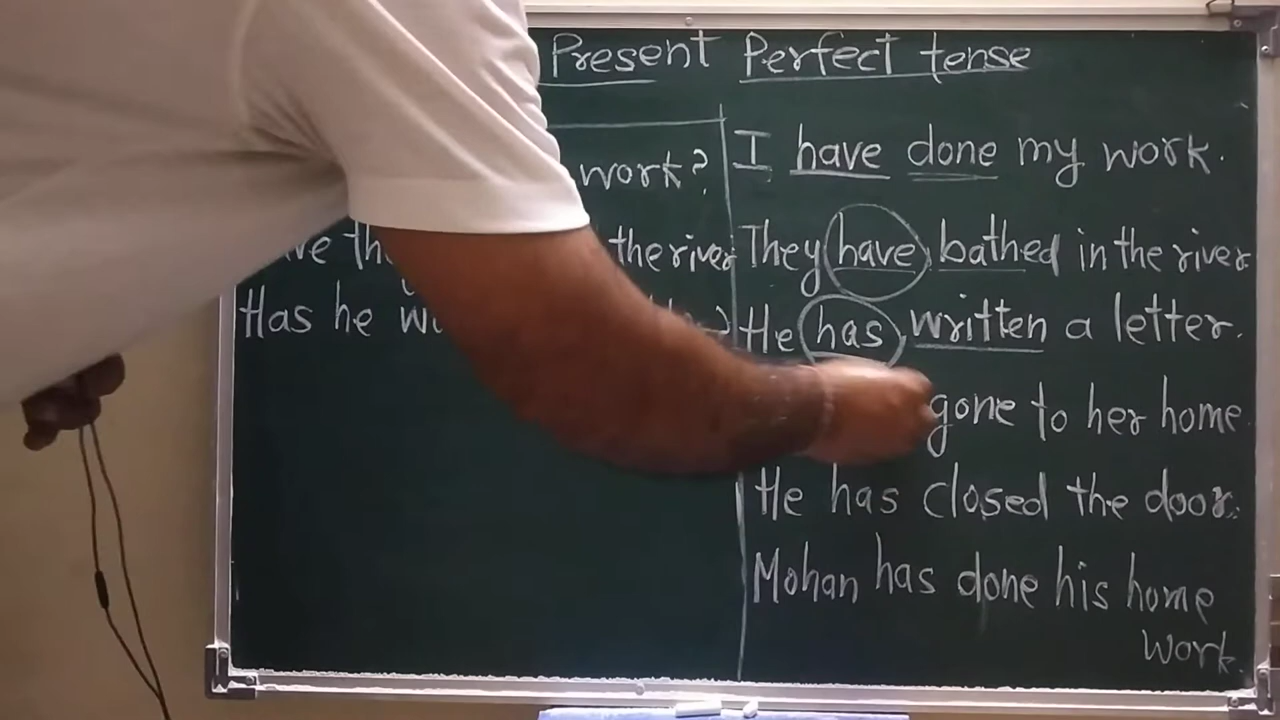 Present Perfect tense
work?
the river
Has he
I have done my work.
They have bathed in the river
He has written a letter.
gone to her home.
He has closed the door.
Mohan has done his home
work.